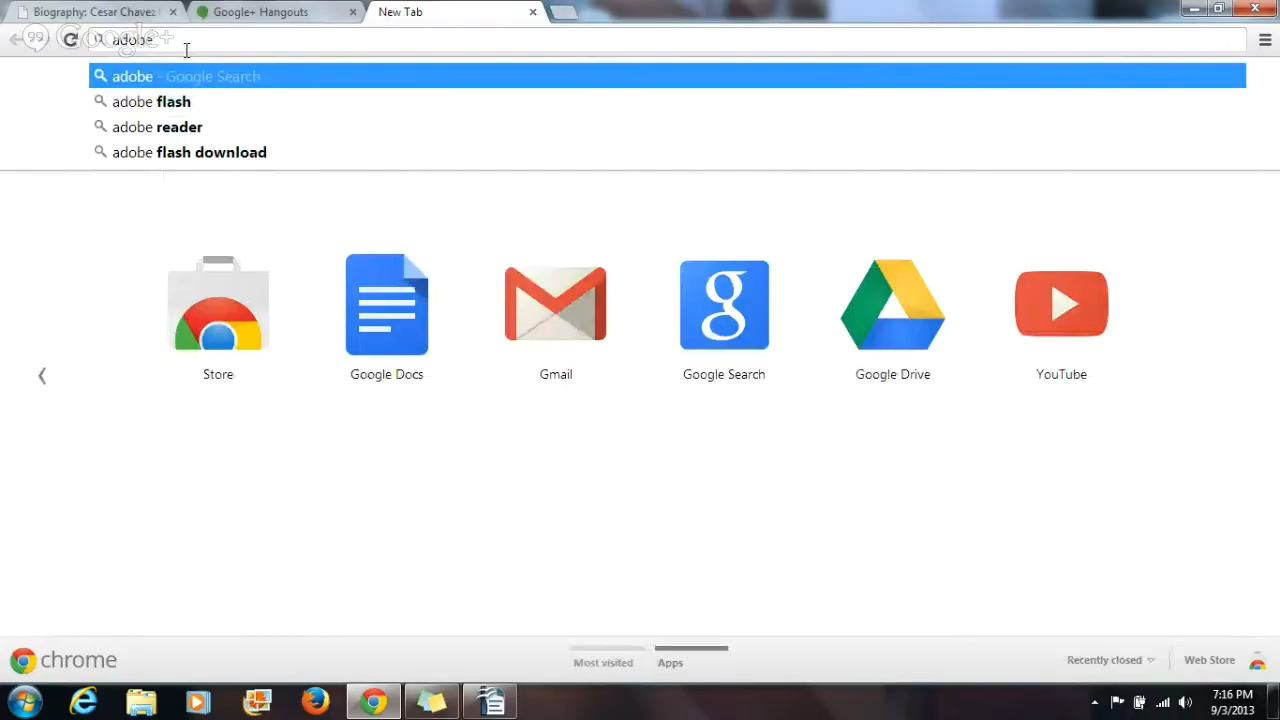 Biography: Cesar Chavez
Google+ Hangouts
New Tab
Google+
adobe
adobe - Google Search
adobe flash
adobe reader
adobe flash download
Store
Google Docs
Gmail
Google Search
Google Drive
YouTube
chrome
Most visited
Apps
Recently closed
Web Store
7:16 PM
9/3/2013